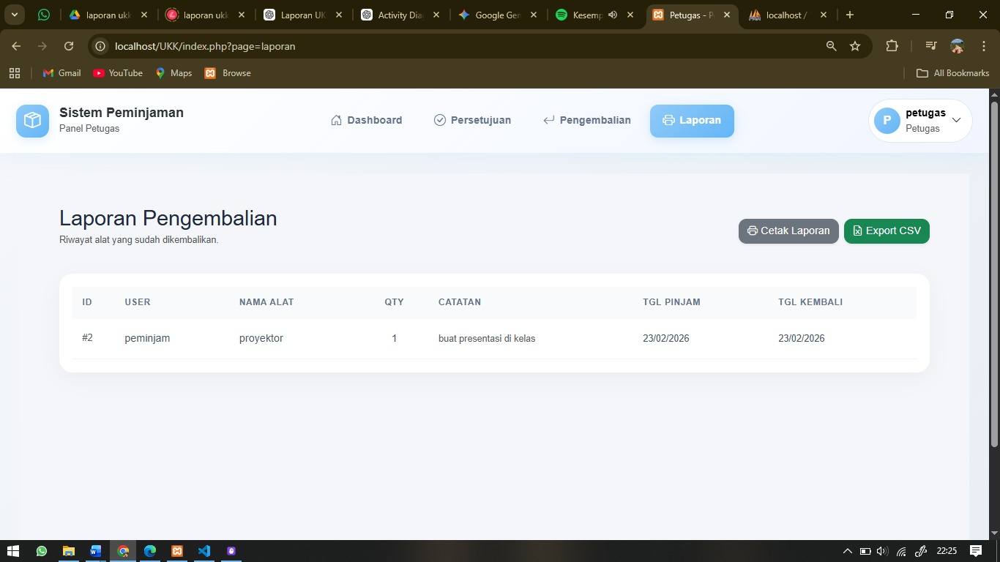 laporan ukk
laporan ukk
Laporan UK
Activity Dia
Google Gen
Kesemp
Petugas - P
localhost /
localhost/UKK/index.php?page=laporan
Gmail
YouTube
Maps
Browse
All Bookmarks
Sistem Peminjaman
Panel Petugas
Dashboard
Persetujuan
Pengembalian
Laporan
P
petugas
Petugas
Laporan Pengembalian
Riwayat alat yang sudah dikembalikan.
Cetak Laporan
Export CSV
ID USER NAMA ALAT QTY CATATAN TGL PINJAM TGL KEMBALI
#2 peminjam proyektor 1 buat presentasi di kelas 23/02/2026 23/02/2026
22:25